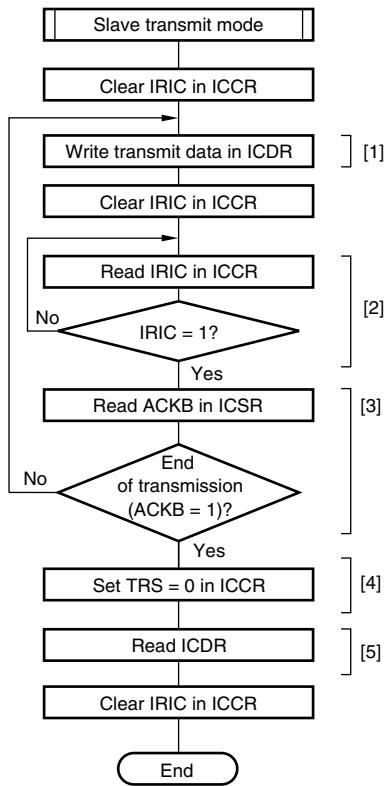 Slave transmit mode
Clear IRIC in ICCR
Write transmit data in ICDR
[1]
Clear IRIC in ICCR
Read IRIC in ICCR
[2]
No
IRIC = 1?
Yes
Read ACKB in ICSR
[3]
End
No
of transmission
(ACKB = 1)?
Yes
Set TRS = 0 in ICCR
[4]
Read ICDR
[5]
Clear IRIC in ICCR
End